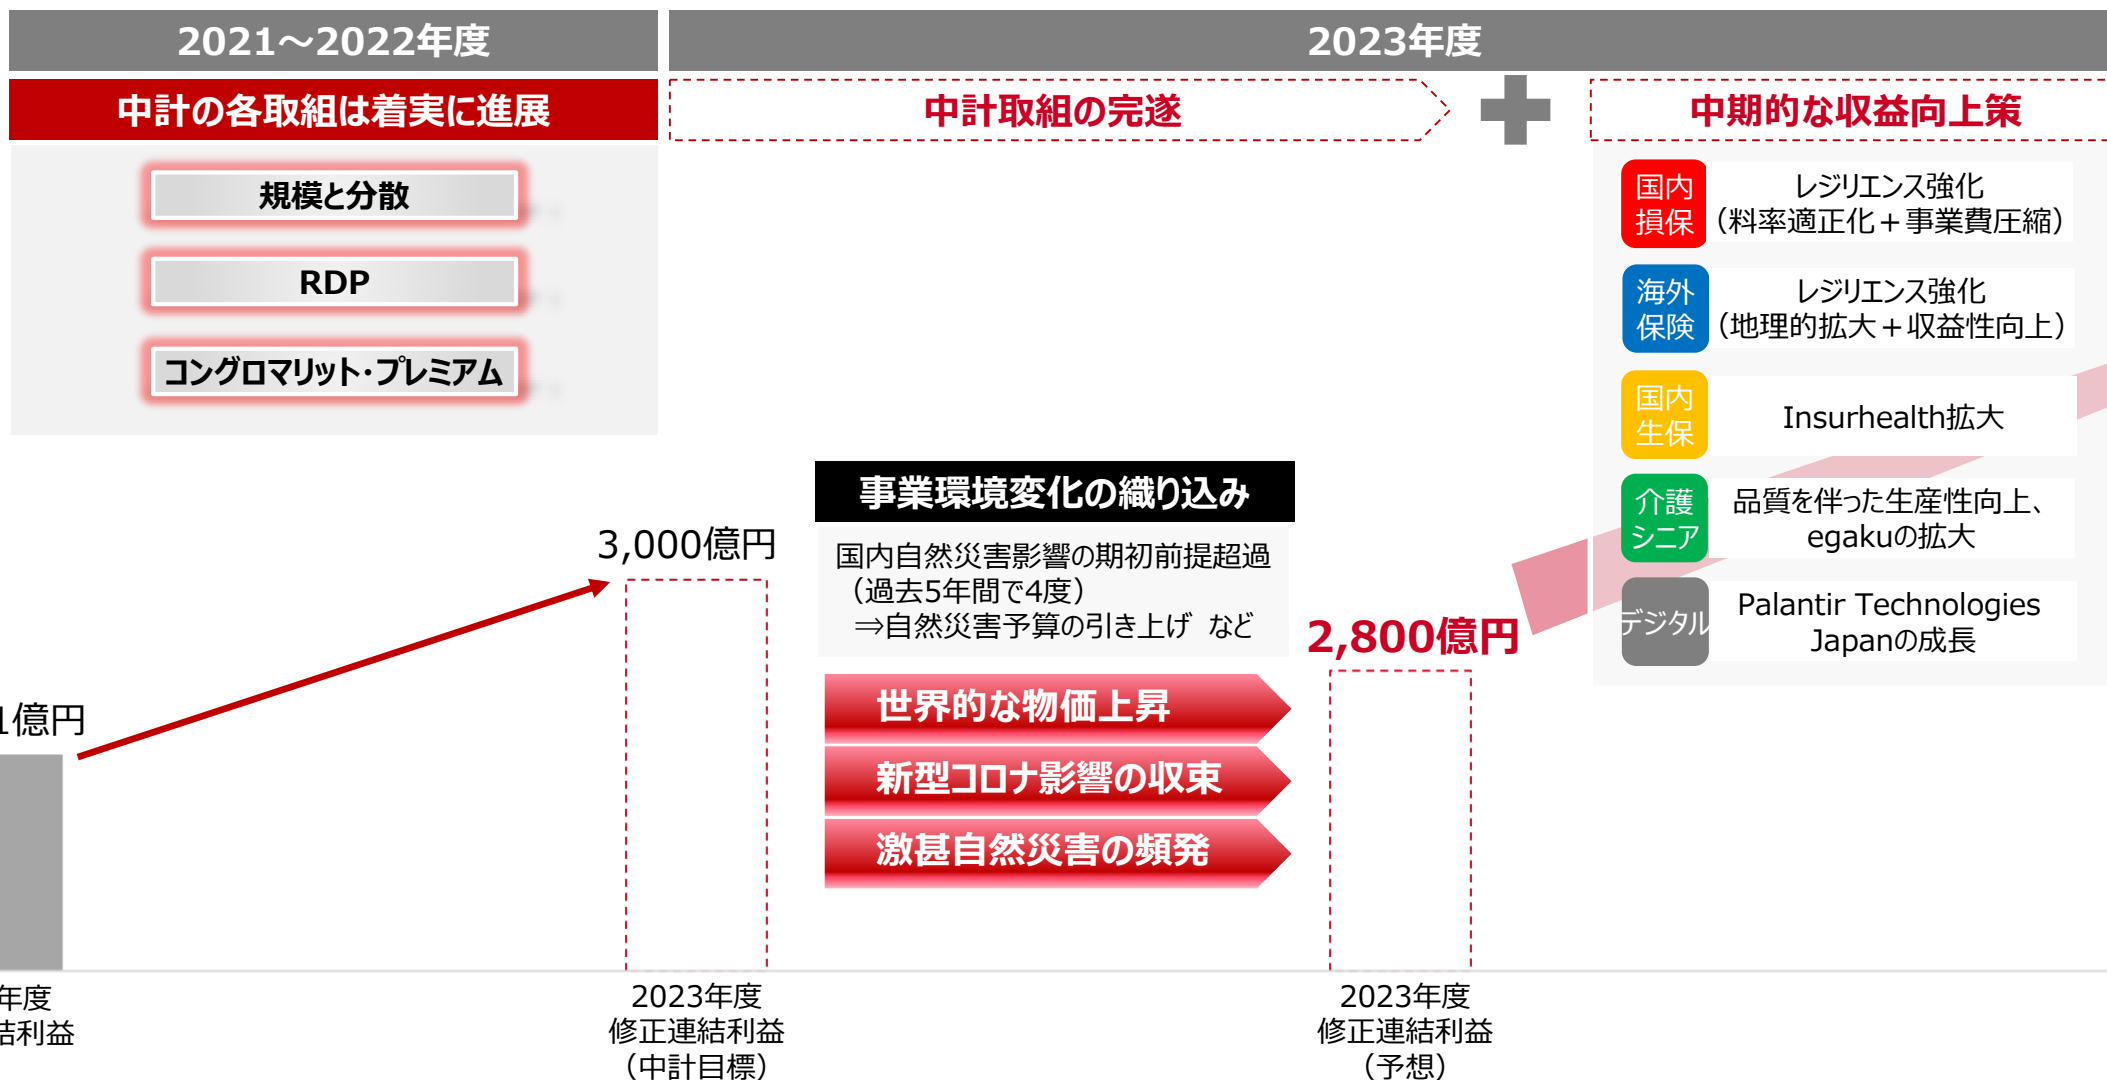 2021～2022年度
2023年度
中計の各取組は着実に進展
中計取組の完遂
中期的な収益向上策
規模と分散
RDP
コングロマリット・プレミアム
国内
損保
レジリエンス強化
（料率適正化＋事業費圧縮）
海外
保険
レジリエンス強化
（地理的拡大＋収益性向上）
国内
生保
Insurhealth拡大
介護
シニア
品質を伴った生産性向上、
egakuの拡大
デジタル
Palantir Technologies
Japanの成長
事業環境変化の織り込み
国内自然災害影響の期初前提超過
（過去5年間で4度）
⇒自然災害予算の引き上げ など
世界的な物価上昇
新型コロナ影響の収束
激甚自然災害の頻発
1億円
3,000億円
2,800億円
年度
結利益
2023年度
修正連結利益
（中計目標）
2023年度
修正連結利益
（予想）